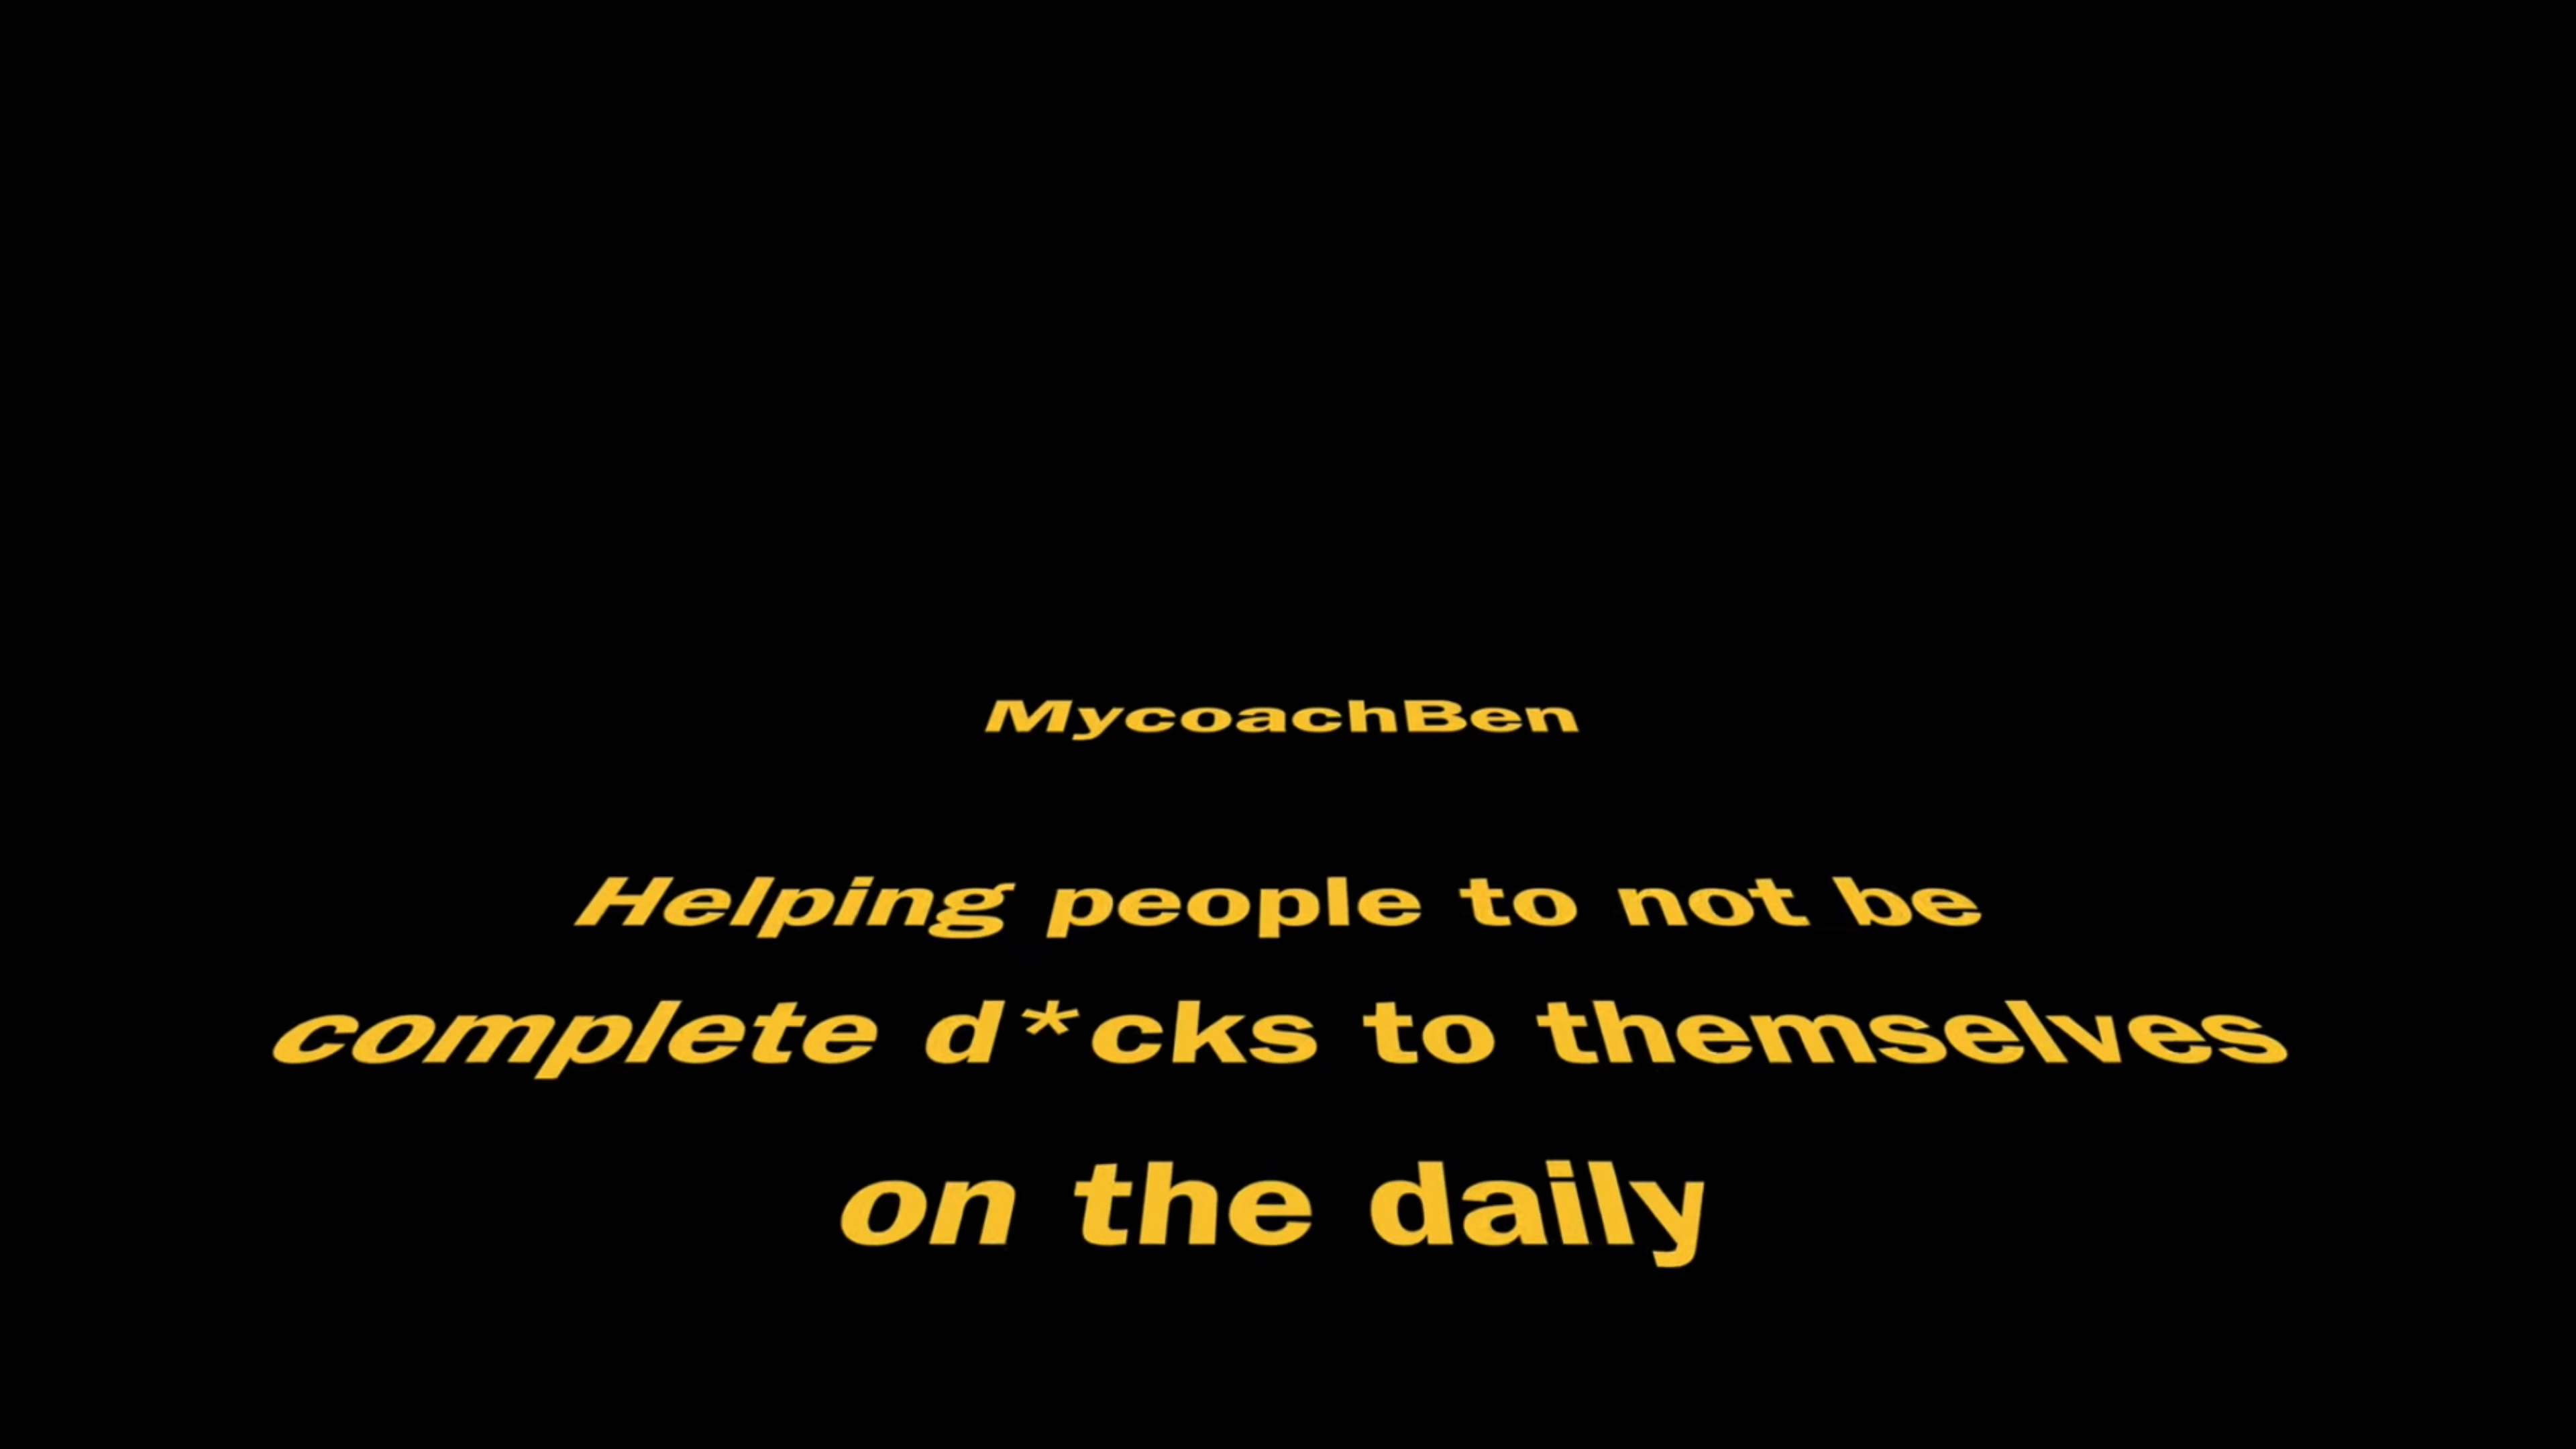 MycoachBen
Helping people to not be
complete d*cks to themselves
on the daily